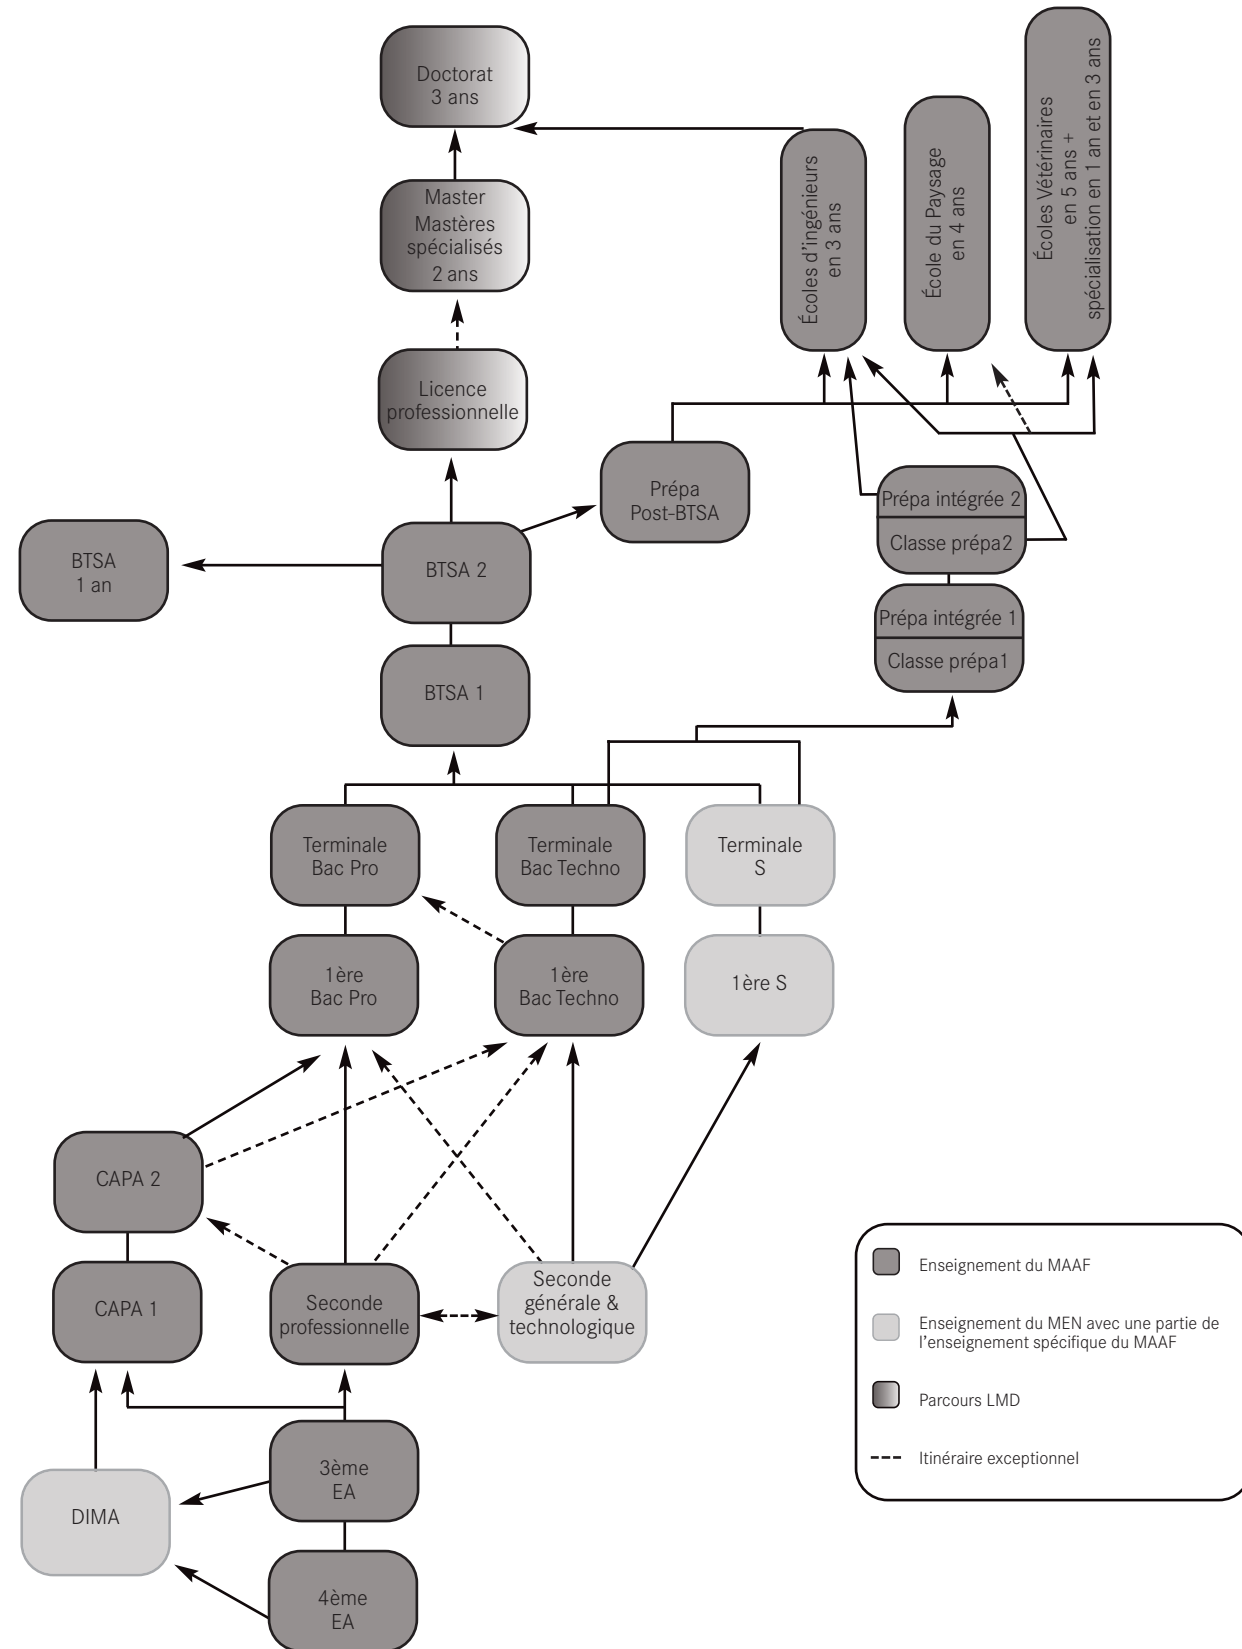 Doctorat
3 ans
Master
Mastères
spécialisés
2 ans
Licence
professionnelle
Écoles d'ingénieurs
en 3 ans
École du Paysage
en 4 ans
Écoles Vétérinaires
en 5 ans +
spécialisation en 1 an et en 3 ans
Prépa
Post-BTSA
Prépa intégrée 2
Classe prépa2
BTSA
1 an
BTSA 2
Prépa intégrée 1
Classe prépa1
BTSA 1
Terminale
Bac Pro
Terminale
Bac Techno
Terminale
S
1ère
Bac Pro
1ère
Bac Techno
1ère S
CAPA 2
CAPA 1
Seconde
professionnelle
Seconde
générale &
technologique
3ème
EA
DIMA
4ème
EA
Enseignement du MAAF
Enseignement du MEN avec une partie de
l'enseignement spécifique du MAAF
Parcours LMD
Itinéraire exceptionnel